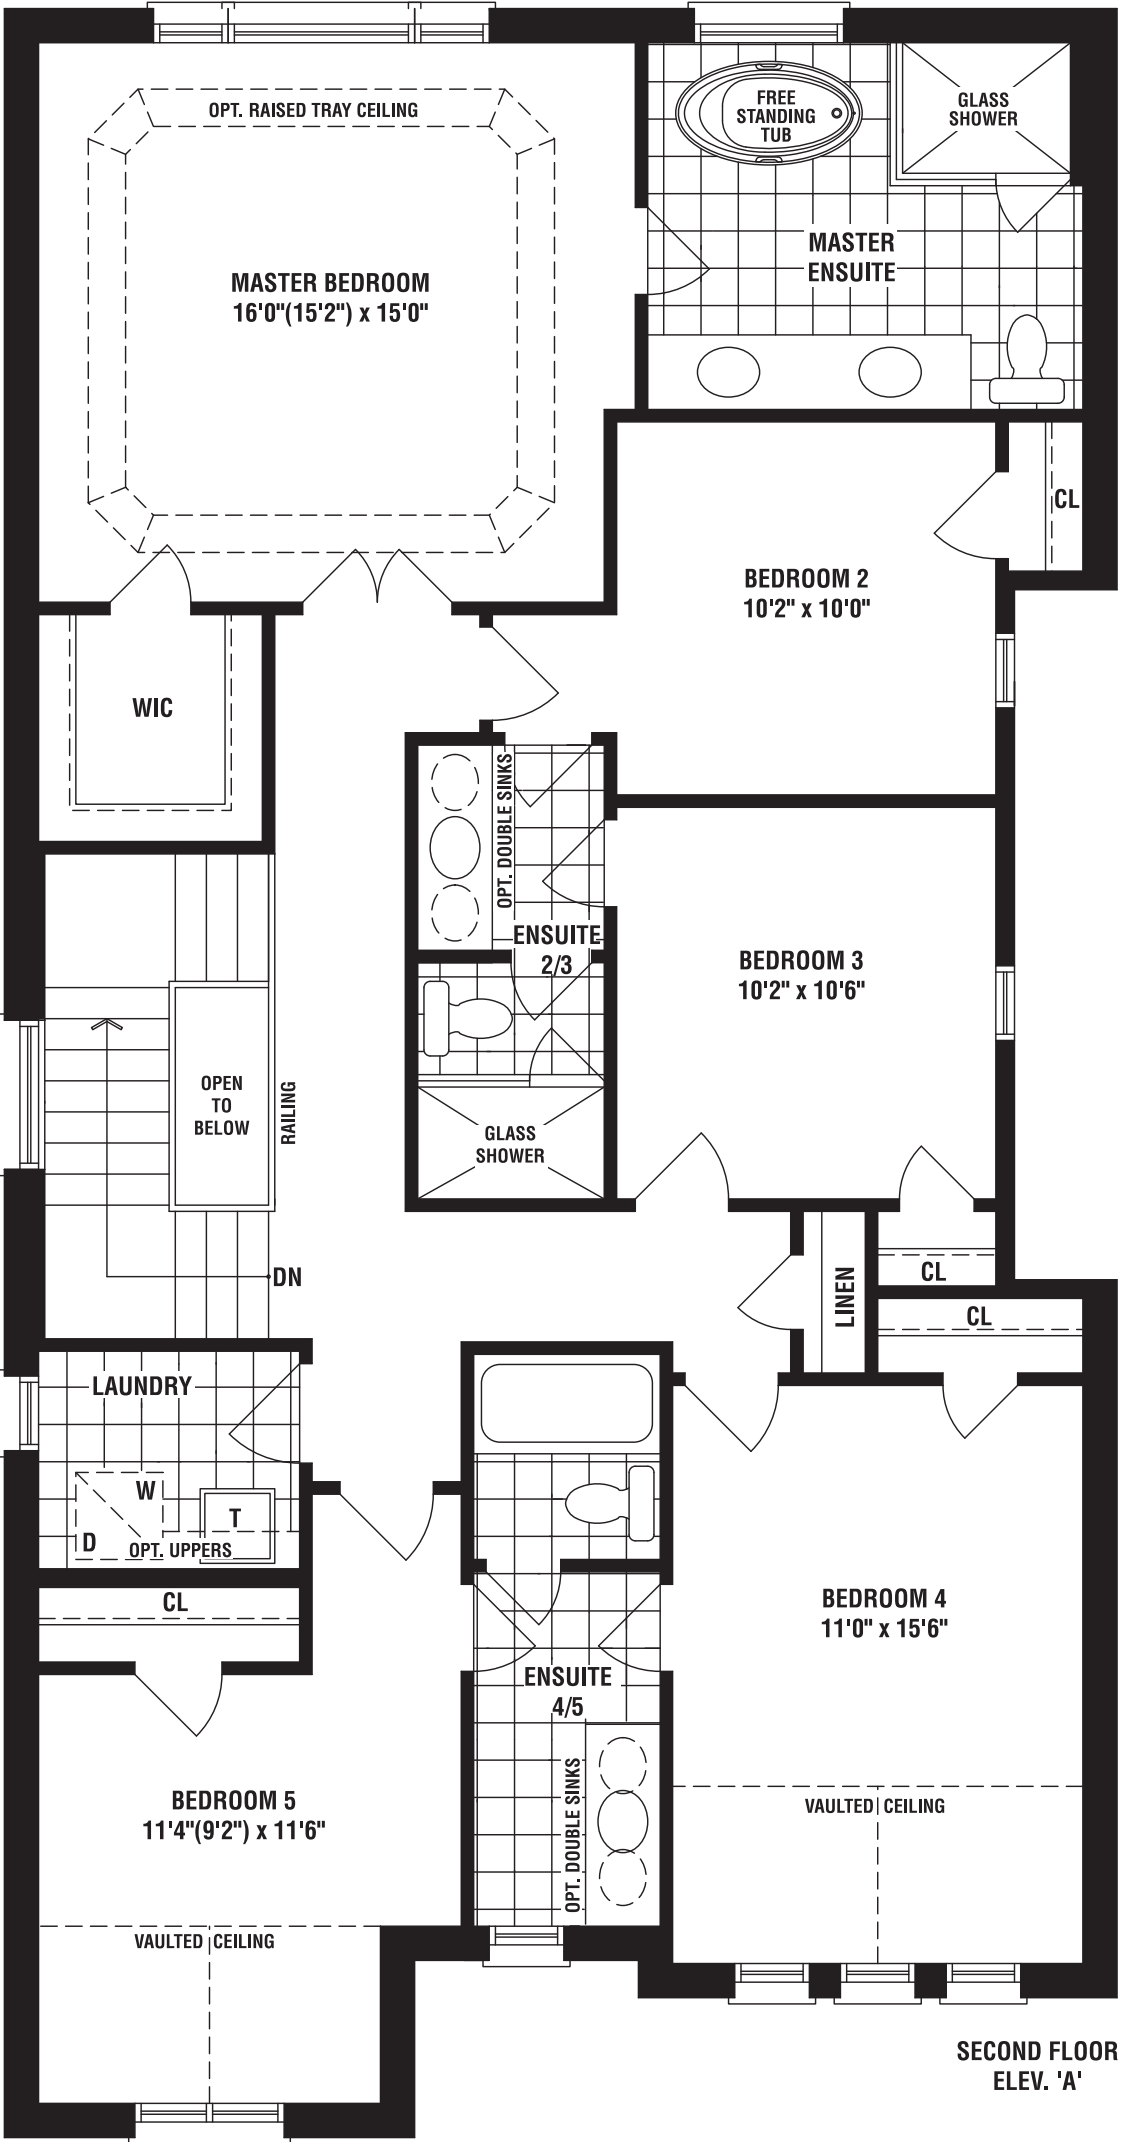 OPT. RAISED TRAY CEILING
FREE
STANDING
TUB
GLASS
SHOWER
MASTER
ENSUITE
MASTER BEDROOM
16'0"(15'2") x 15'0"
CL
BEDROOM 2
10'2" x 10'0"
WIC
OPT. DOUBLE SINKS
ENSUITE
2/3
BEDROOM 3
10'2" x 10'6"
OPEN
TO
BELOW
RAILING
GLASS
SHOWER
DN
LINEN
CL
CL
LAUNDRY
W
D
T
OPT. UPPERS
CL
BEDROOM 4
11'0" x 15'6"
ENSUITE
4/5
OPT. DOUBLE SINKS
BEDROOM 5
11'4"(9'2") x 11'6"
VAULTED CEILING
VAULTED CEILING
SECOND FLOOR
ELEV. 'A'